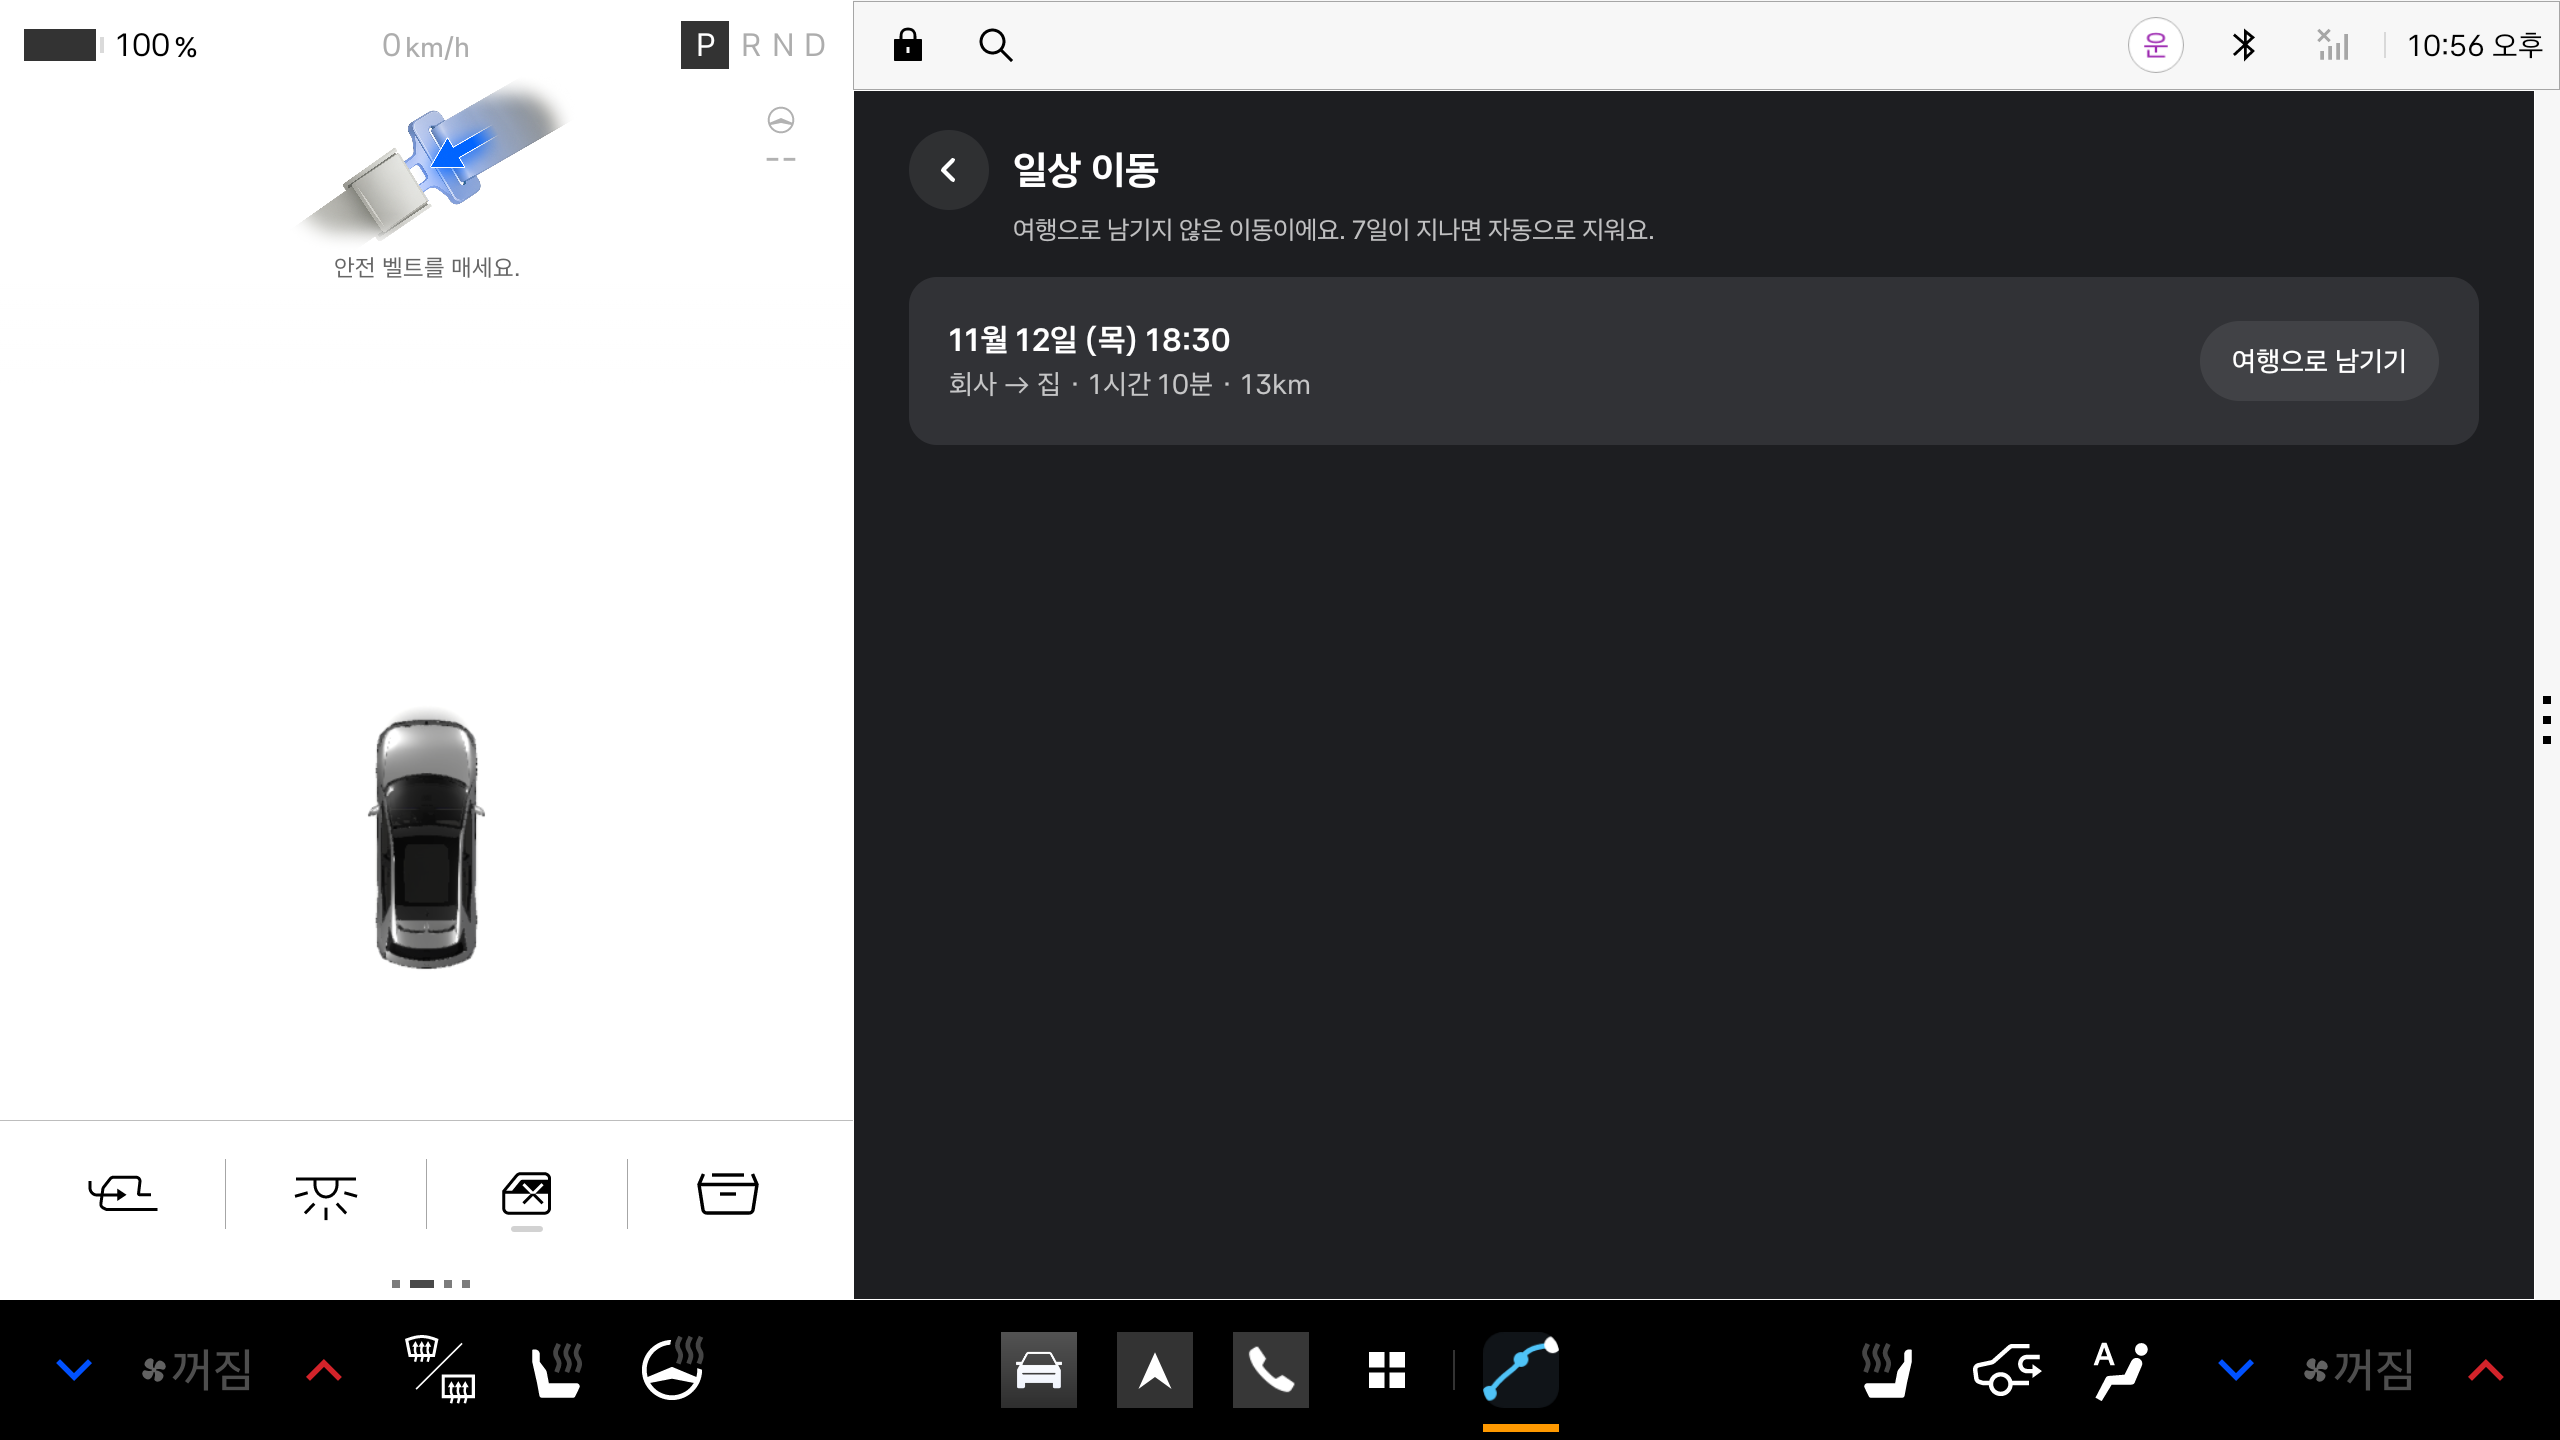 100 %
0 km/h
P R N D
운
10:56 오후
--
안전 벨트를 매세요.
일상 이동
여행으로 남기지 않은 이동이에요. 7일이 지나면 자동으로 지워요.
11월 12일 (목) 18:30
회사 → 집 · 1시간 10분 · 13km
여행으로 남기기
꺼짐
A
꺼짐